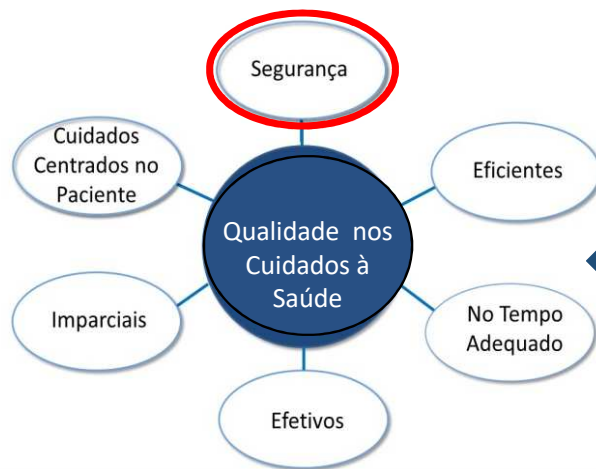 Segurança
Cuidados
Centrados no
Paciente
Eficientes
Qualidade nos
Cuidados à
Saúde
Imparciais
No Tempo
Adequado
Efetivos